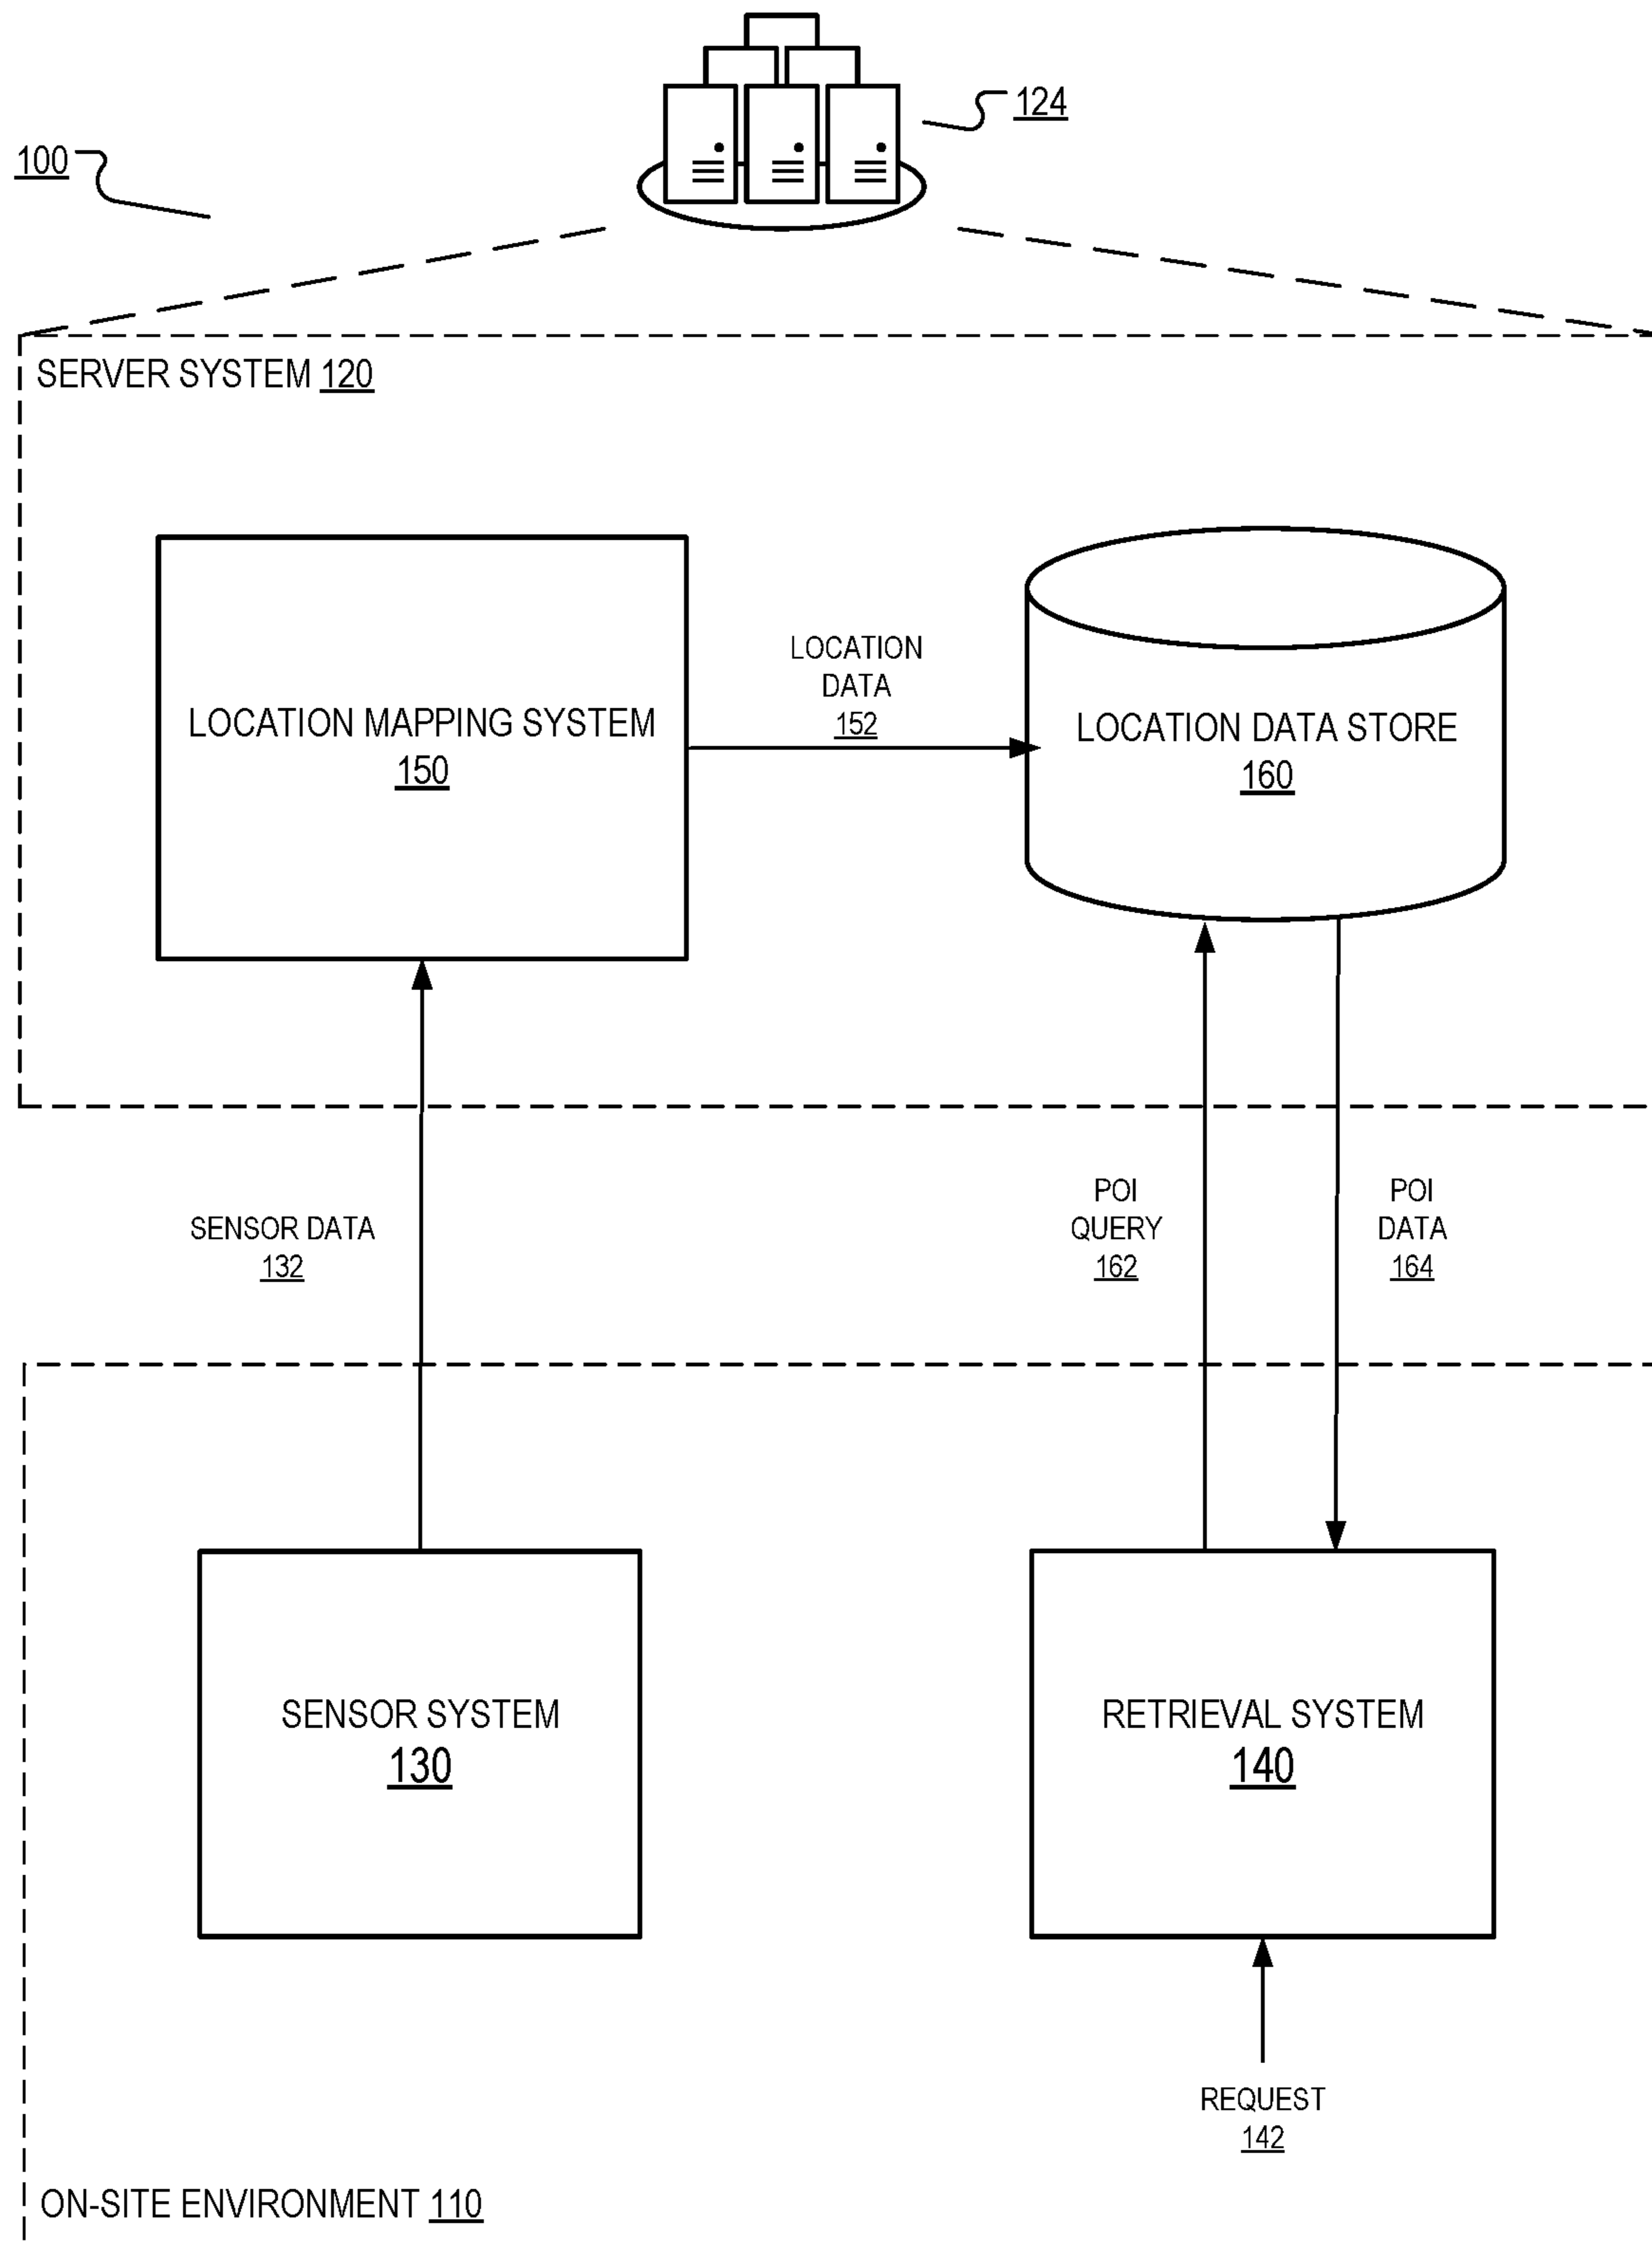 124
100
SERVER SYSTEM 120
LOCATION MAPPING SYSTEM
150
LOCATION
DATA
152
LOCATION DATA STORE
160
SENSOR DATA
132
POI
QUERY
162
POI
DATA
164
SENSOR SYSTEM
130
RETRIEVAL SYSTEM
140
REQUEST
142
ON-SITE ENVIRONMENT 110